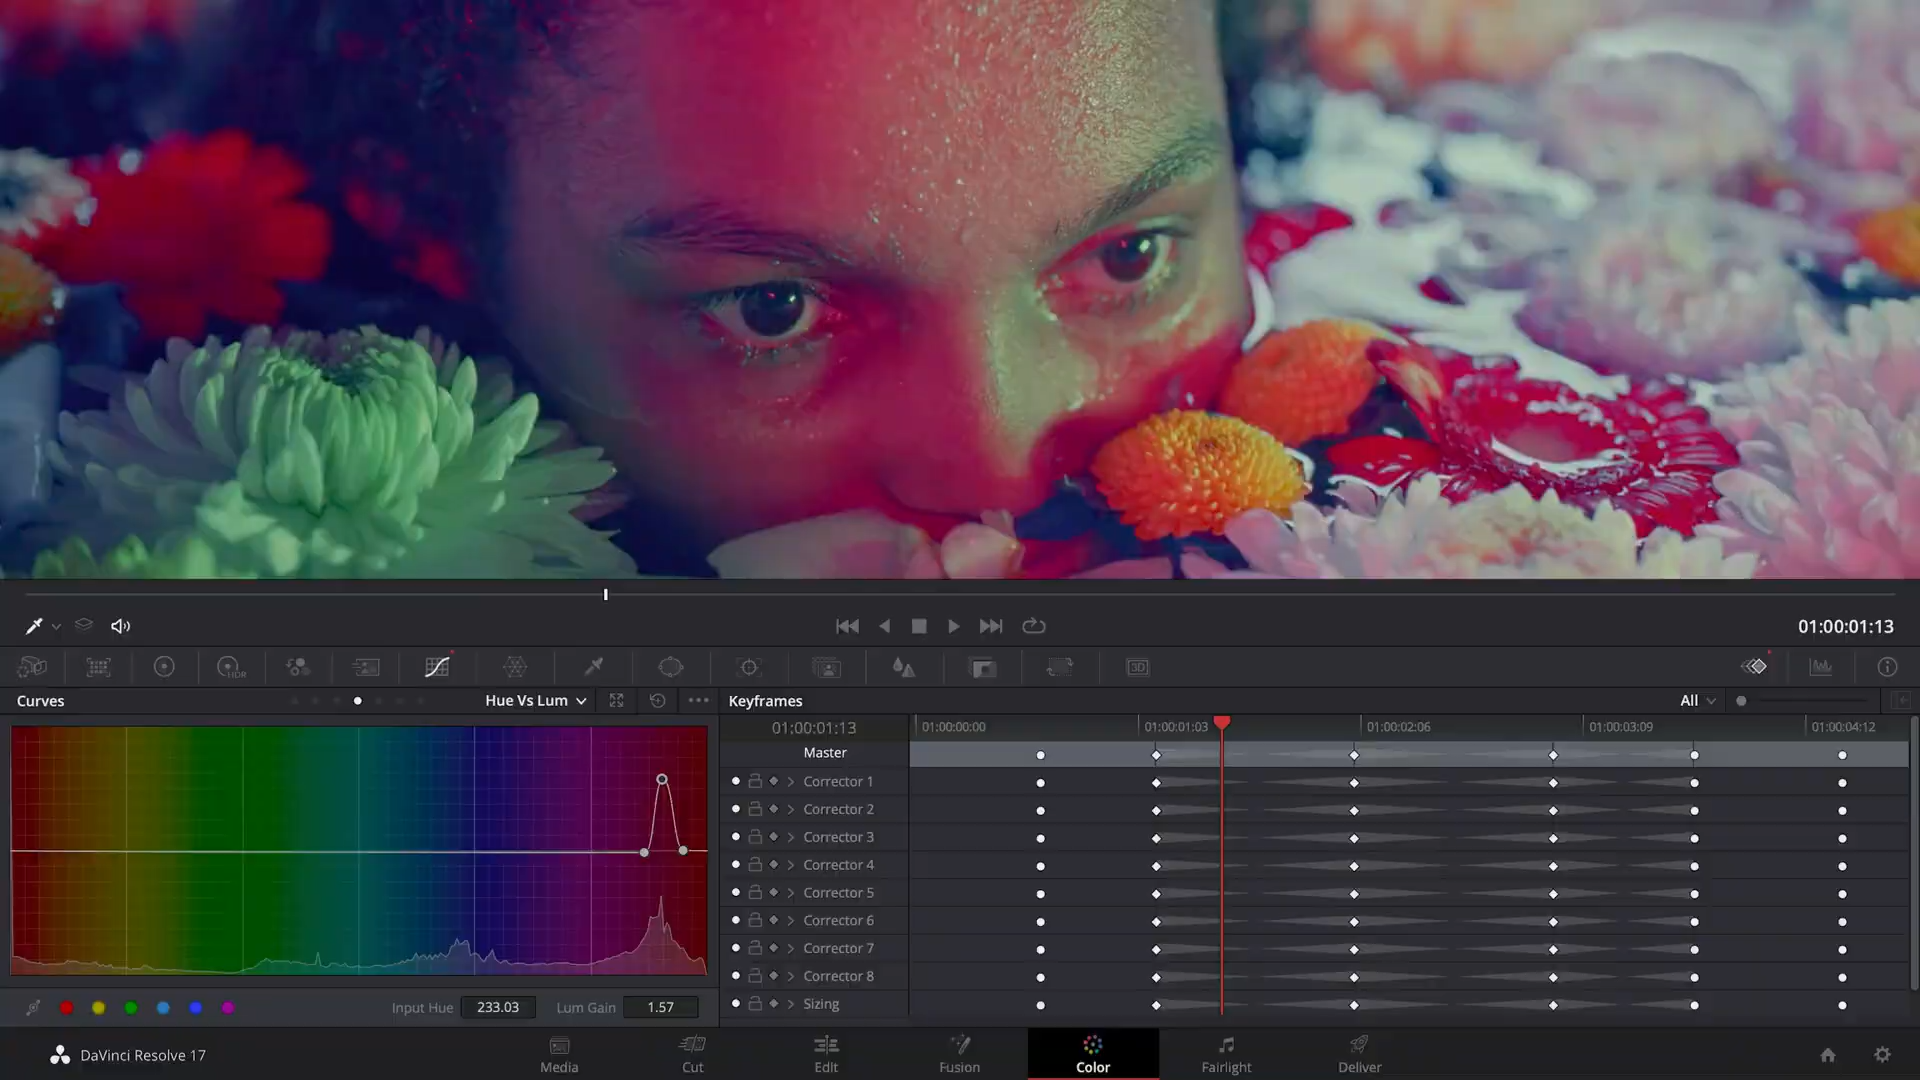 01:00:01:13
HDR
3D
Curves
Hue Vs Lum
Keyframes
All
01:00:01:13
01:00:00:00
01:00:01:03
01:00:02:06
01:00:03:09
01:00:04:12
Master
Corrector 1
Corrector 2
Corrector 3
Corrector 4
Corrector 5
Corrector 6
Corrector 7
Corrector 8
Sizing
Input Hue 233.03 Lum Gain 1.57
DaVinci Resolve 17
Media
Cut
Edit
Fusion
Color
Fairlight
Deliver